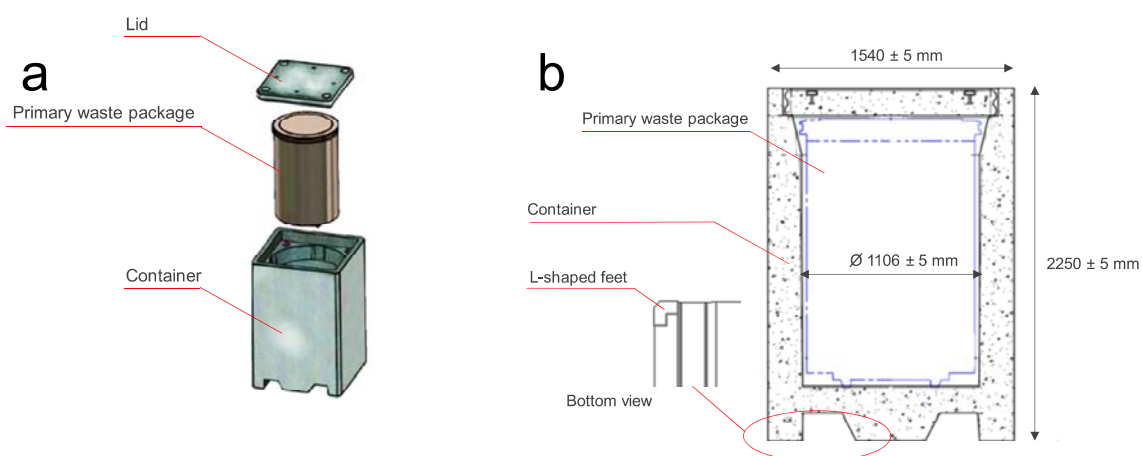 a
Lid
Primary waste package
Container
b
1540 ± 5 mm
Primary waste package
Container
Ø 1106 ± 5 mm
2250 ± 5 mm
L-shaped feet
Bottom view